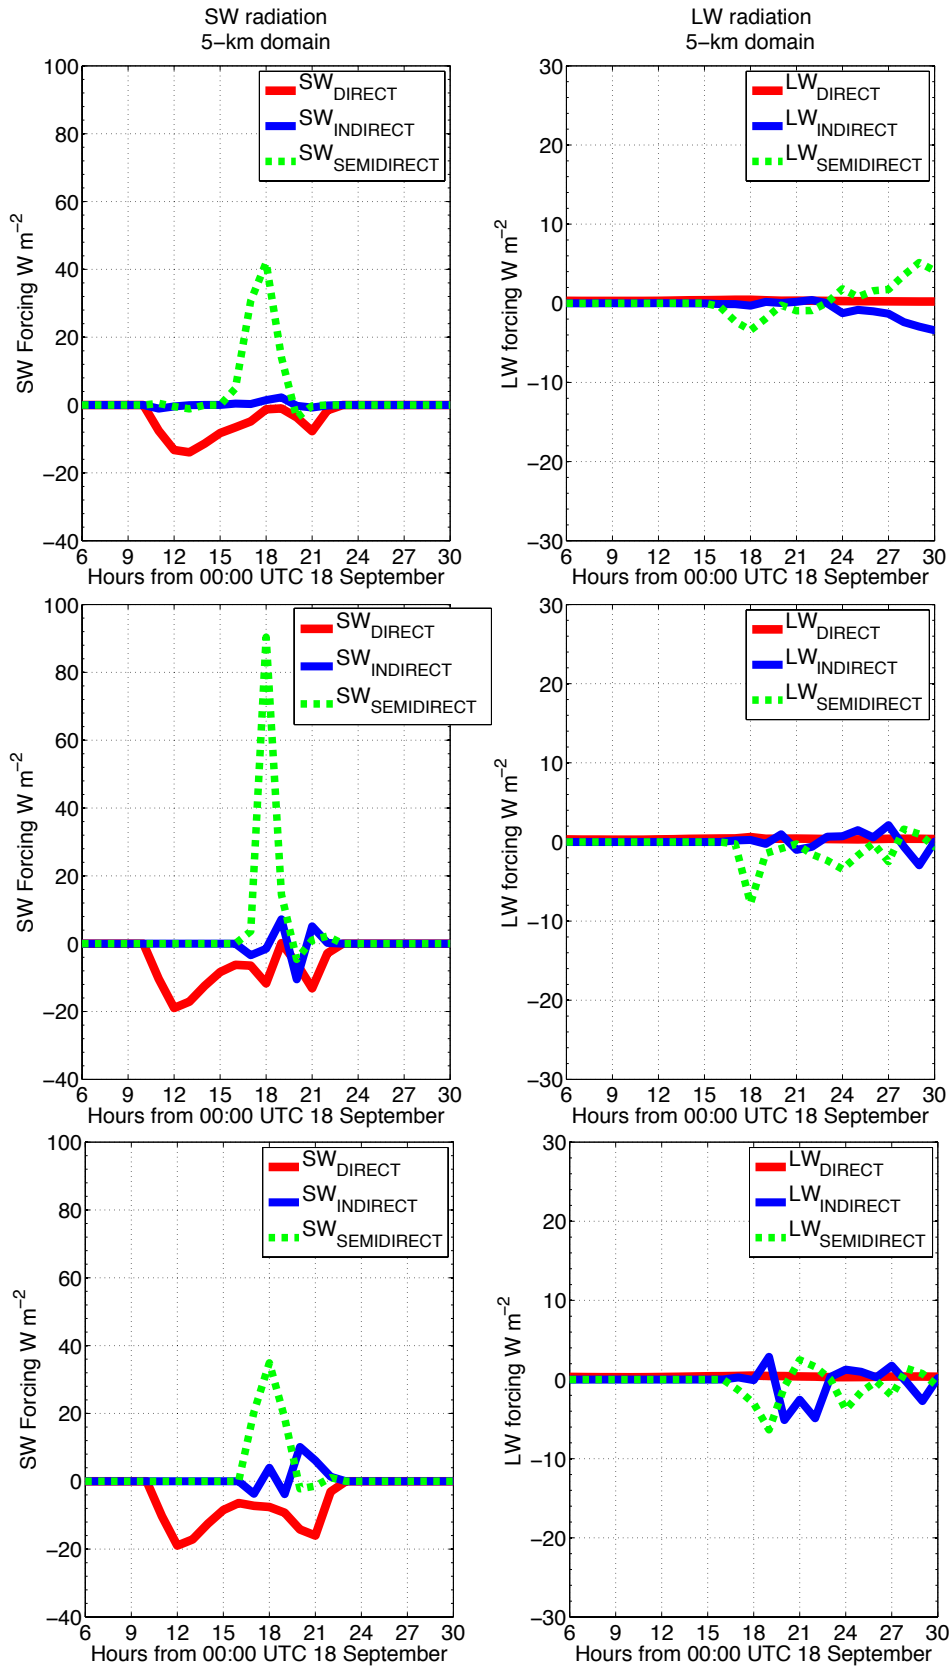 SW radiation
5−km domain
LW radiation
5−km domain
100
80
60
40
20
0
−20
−40
SW Forcing W m−2
SWDIRECT
SWINDIRECT
SWSEMIDIRECT
6 9 12 15 18 21 24 27 30
Hours from 00:00 UTC 18 September
30
20
10
0
−10
−20
−30
LW forcing W m−2
LWDIRECT
LWINDIRECT
LWSEMIDIRECT
6 9 12 15 18 21 24 27 30
Hours from 00:00 UTC 18 September
100
80
60
40
20
0
−20
−40
SW Forcing W m−2
SWDIRECT
SWINDIRECT
SWSEMIDIRECT
6 9 12 15 18 21 24 27 30
Hours from 00:00 UTC 18 September
30
20
10
0
−10
−20
−30
LW forcing W m−2
LWDIRECT
LWINDIRECT
LWSEMIDIRECT
6 9 12 15 18 21 24 27 30
Hours from 00:00 UTC 18 September
100
80
60
40
20
0
−20
−40
SW Forcing W m−2
SWDIRECT
SWINDIRECT
SWSEMIDIRECT
6 9 12 15 18 21 24 27 30
Hours from 00:00 UTC 18 September
30
20
10
0
−10
−20
−30
LW forcing W m−2
LWDIRECT
LWINDIRECT
LWSEMIDIRECT
6 9 12 15 18 21 24 27 30
Hours from 00:00 UTC 18 September